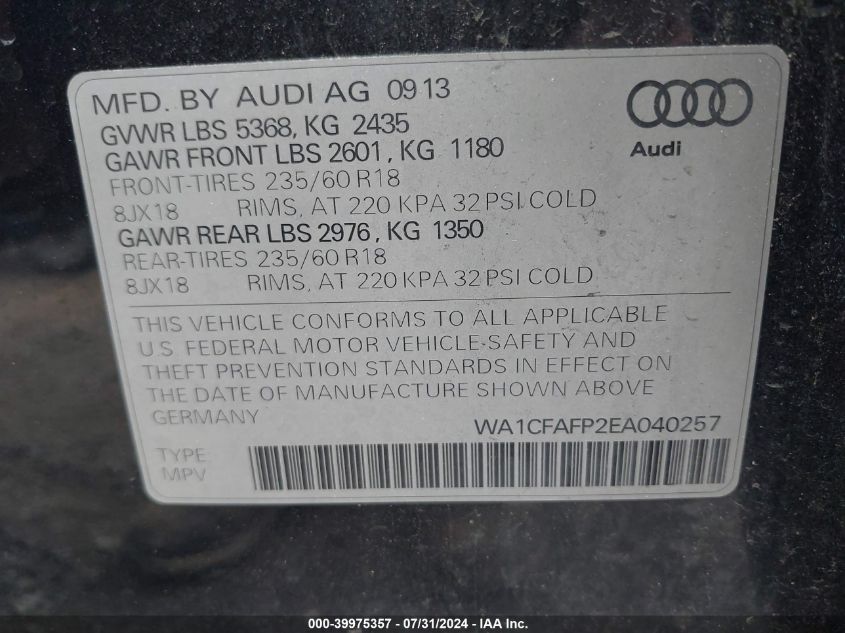 MFD. BY AUDI AG 09 13
GVWR LBS 5368, KG 2435
GAWR FRONT LBS 2601, KG 1180
FRONT-TIRES 235/60 R18
8JX18 RIMS, AT 220 KPA 32 PSI COLD
GAWR REAR LBS 2976, KG 1350
REAR-TIRES 235/60 R18
8JX18 RIMS, AT 220 KPA 32 PSI COLD
Audi
THIS VEHICLE CONFORMS TO ALL APPLICABLE
U.S. FEDERAL MOTOR VEHICLE-SAFETY AND
THEFT PREVENTION STANDARDS IN EFFECT ON
THE DATE OF MANUFACTURE SHOWN ABOVE
GERMANY
WA1CFAFP2EA040257
TYPE:
MPV
000-39975357 / 07/31/2024 - IAA Inc.